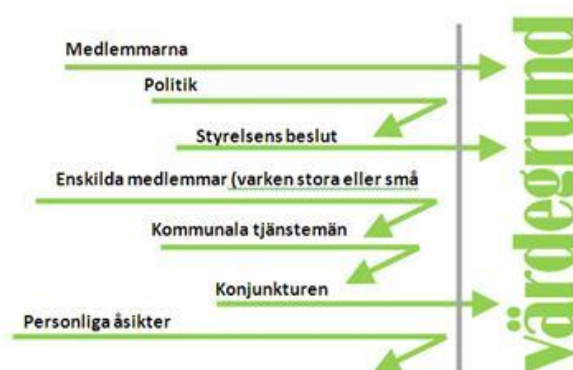 Medlemmarna
Politik
Styrelsens beslut
Enskilda medlemmar (varken stora eller små
Kommunala tjänstemän
Konjunkturen
Personliga åsikter
värdegrund